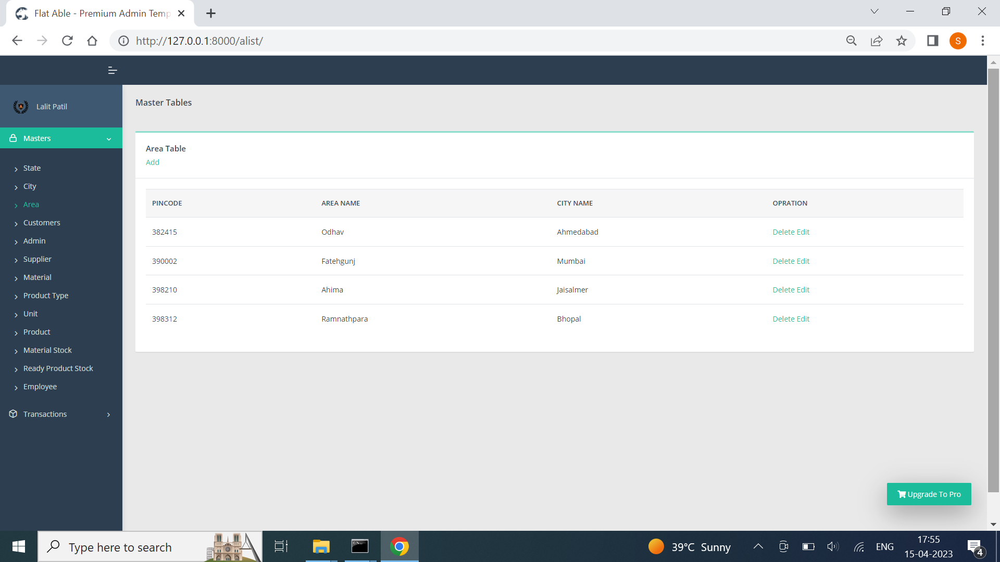 Flat Able - Premium Admin Temp
http://127.0.0.1:8000/alist/
S
Lalit Patil
Masters
State
City
Area
Customers
Admin
Supplier
Material
Product Type
Unit
Product
Material Stock
Ready Product Stock
Employee
Transactions
Master Tables
Area Table
Add
PINCODE AREA NAME CITY NAME OPRATION
382415 Odhav Ahmedabad Delete Edit
390002 Fatehgunj Mumbai Delete Edit
398210 Ahima Jaisalmer Delete Edit
398312 Ramnathpara Bhopal Delete Edit
Upgrade To Pro
Type here to search
39°C Sunny
ENG
17:55
15-04-2023
4